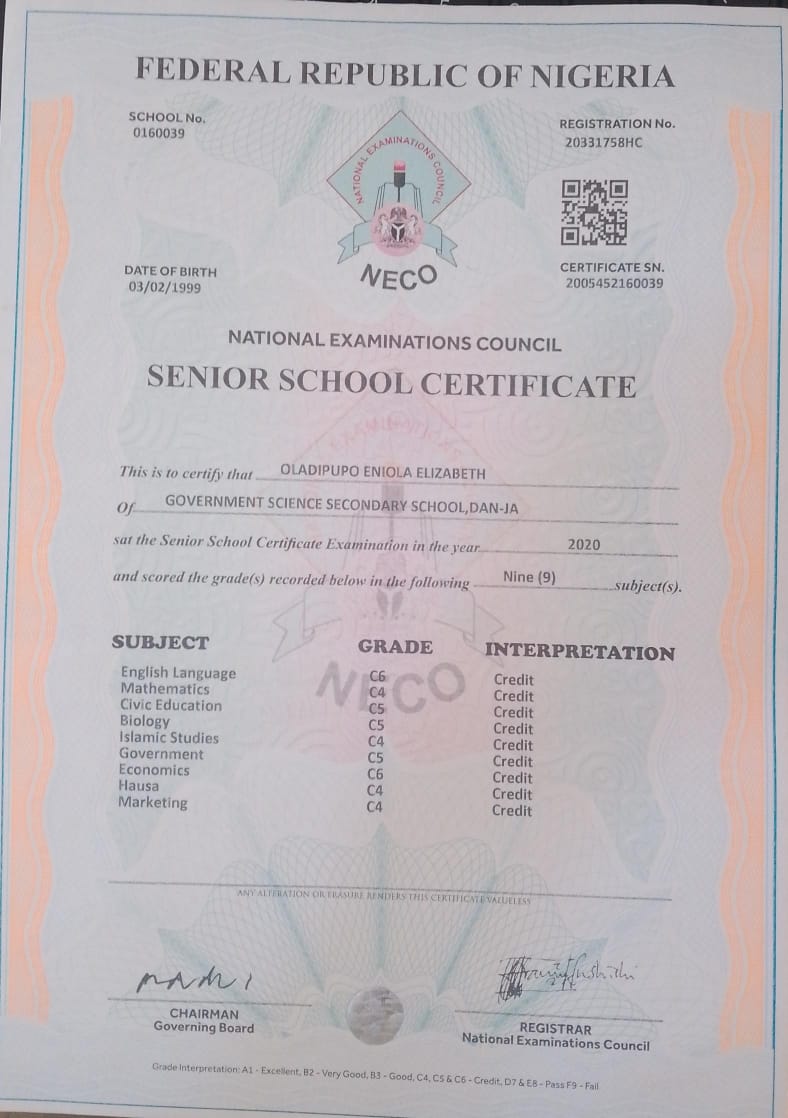 FEDERAL REPUBLIC OF NIGERIA
SCHOOL No.
0160039
REGISTRATION No.
20331758HC
NATIONAL EXAMINATIONS COUNCIL
NECO
DATE OF BIRTH
03/02/1999
CERTIFICATE SN.
2005452160039
NATIONAL EXAMINATIONS COUNCIL
SENIOR SCHOOL CERTIFICATE
This is to certify that OLADIPUPO ENIOLA ELIZABETH
Of GOVERNMENT SCIENCE SECONDARY SCHOOL,DAN-JA
sat the Senior School Certificate Examination in the year 2020
and scored the grade(s) recorded below in the following Nine (9) subject(s).
SUBJECT GRADE INTERPRETATION
English Language C6 Credit
Mathematics C4 Credit
Civic Education C5 Credit
Biology C5 Credit
Islamic Studies C4 Credit
Government C5 Credit
Economics C6 Credit
Hausa C4 Credit
Marketing C4 Credit
NECO
ANY ALTERATION OR ERASURE RENDERS THIS CERTIFICATE VALUELESS
CHAIRMAN
Governing Board
REGISTRAR
National Examinations Council
Grade Interpretation: A1 - Excellent, B2 - Very Good, B3 - Good, C4, C5 & C6 - Credit, D7 & E8 - Pass F9 - Fail